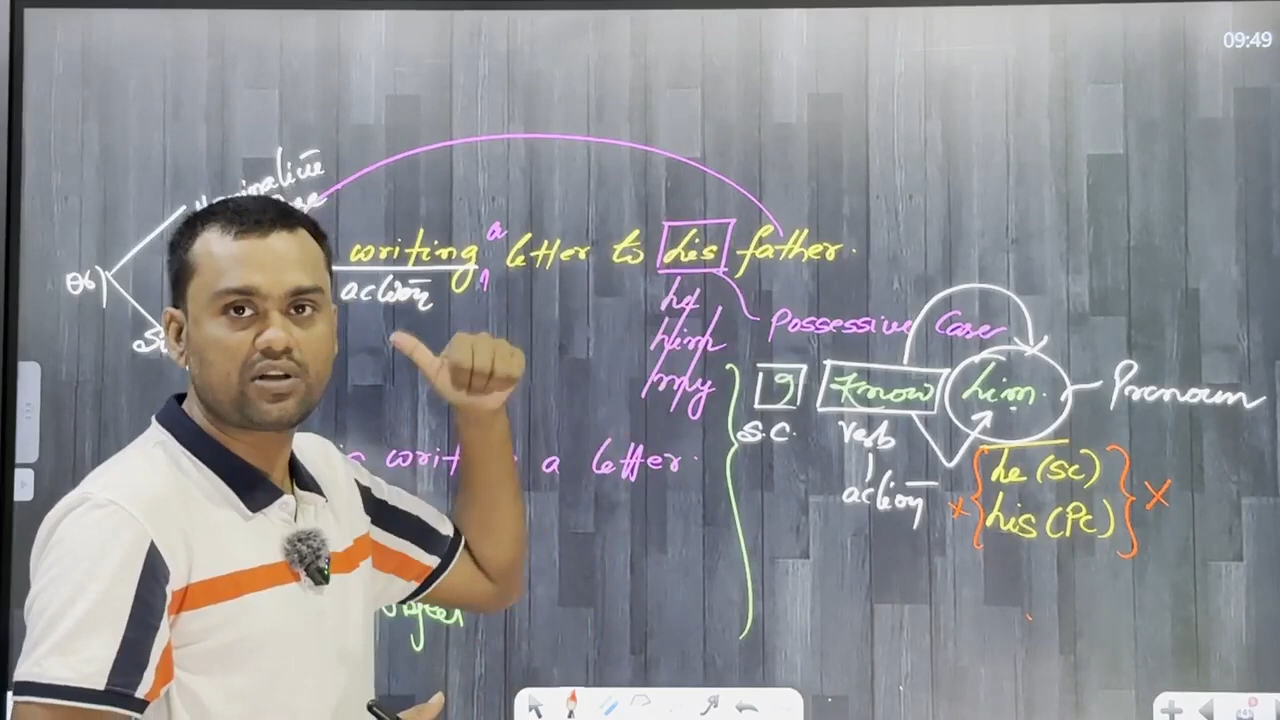 09:49
Nominative
writing a letter to his father.
action
he
him
my
Possessive Case
I know him. Pronoun
S.C. Verb
action
he (SC)
his (PC)
a letter.